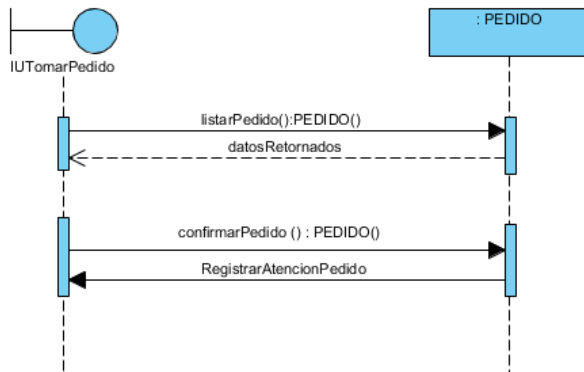 : PEDIDO
IUTomarPedido
listarPedido():PEDIDO()
datosRetornados
confirmarPedido () : PEDIDO()
RegistrarAtencionPedido